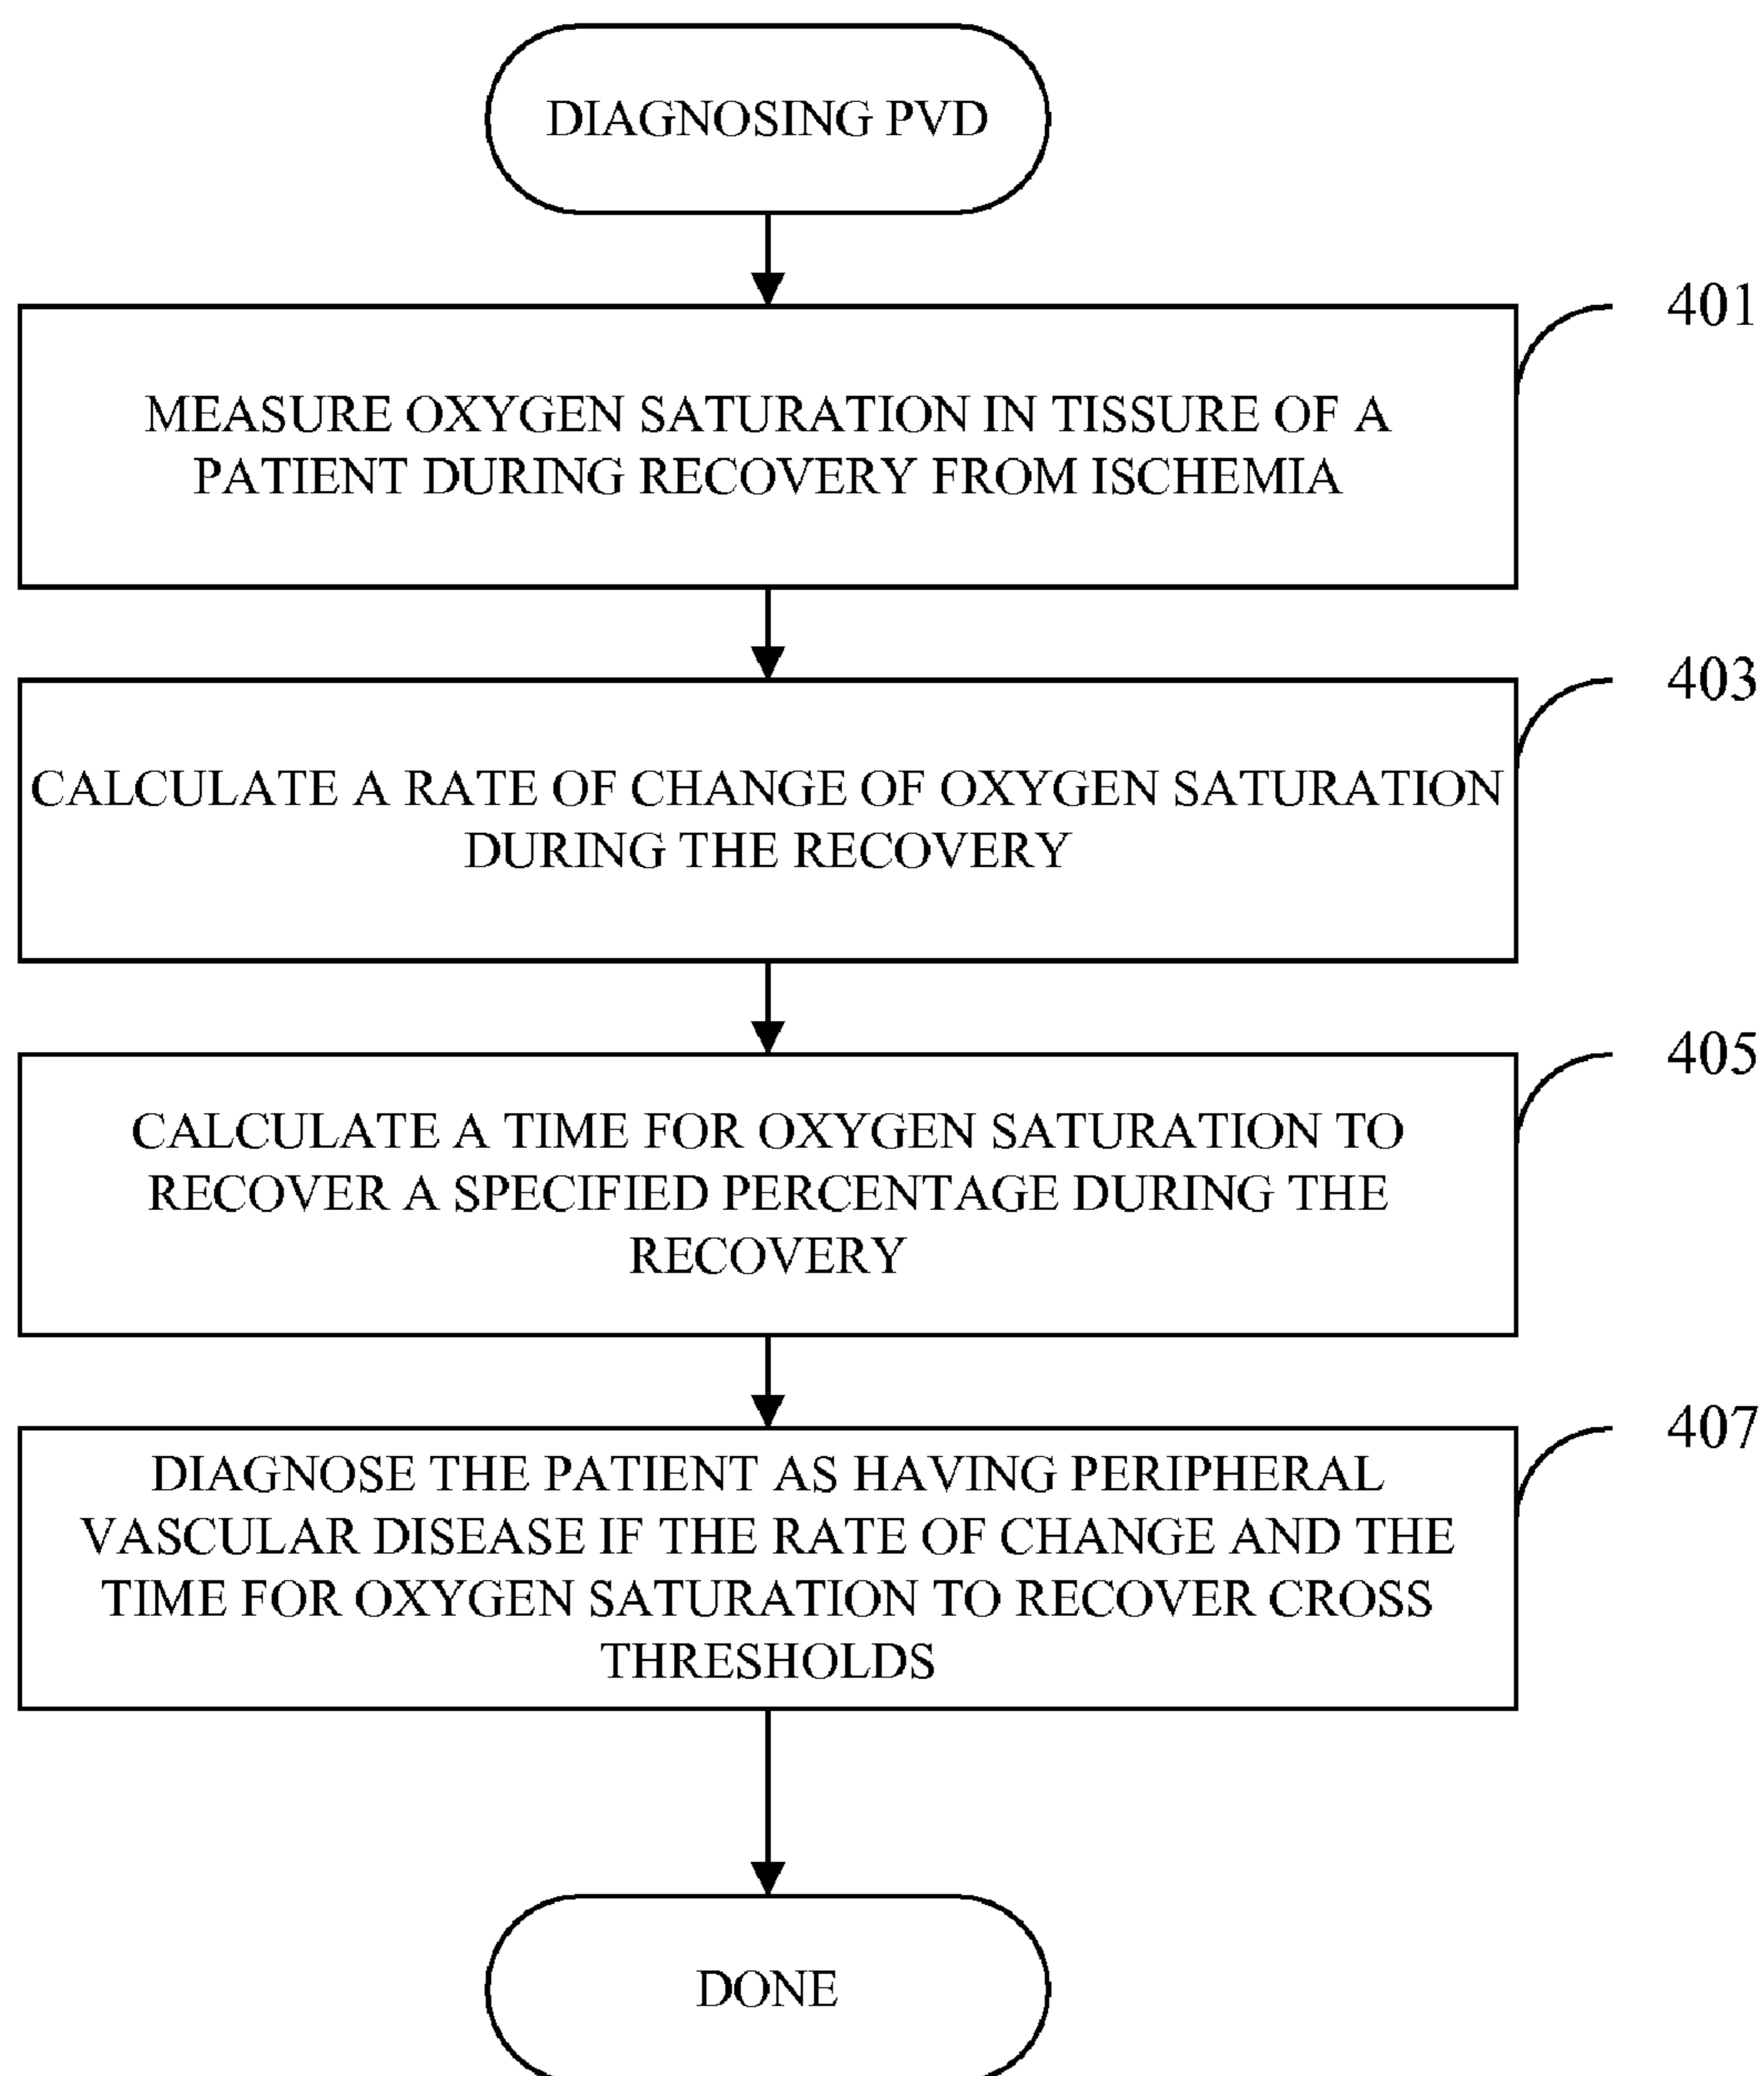 DIAGNOSING PVD
401
MEASURE OXYGEN SATURATION IN TISSURE OF A
PATIENT DURING RECOVERY FROM ISCHEMIA
403
CALCULATE A RATE OF CHANGE OF OXYGEN SATURATION
DURING THE RECOVERY
405
CALCULATE A TIME FOR OXYGEN SATURATION TO
RECOVER A SPECIFIED PERCENTAGE DURING THE
RECOVERY
407
DIAGNOSE THE PATIENT AS HAVING PERIPHERAL
VASCULAR DISEASE IF THE RATE OF CHANGE AND THE
TIME FOR OXYGEN SATURATION TO RECOVER CROSS
THRESHOLDS
DONE